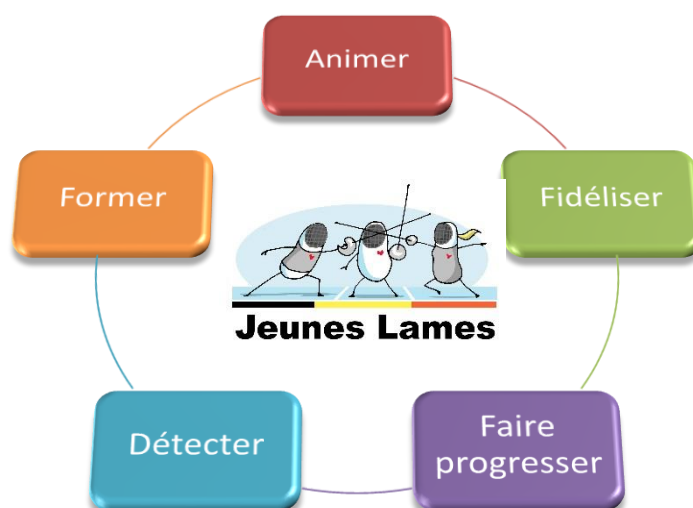 Animer
Former
Fidéliser
Jeunes Lames
Détecter
Faire
progresser